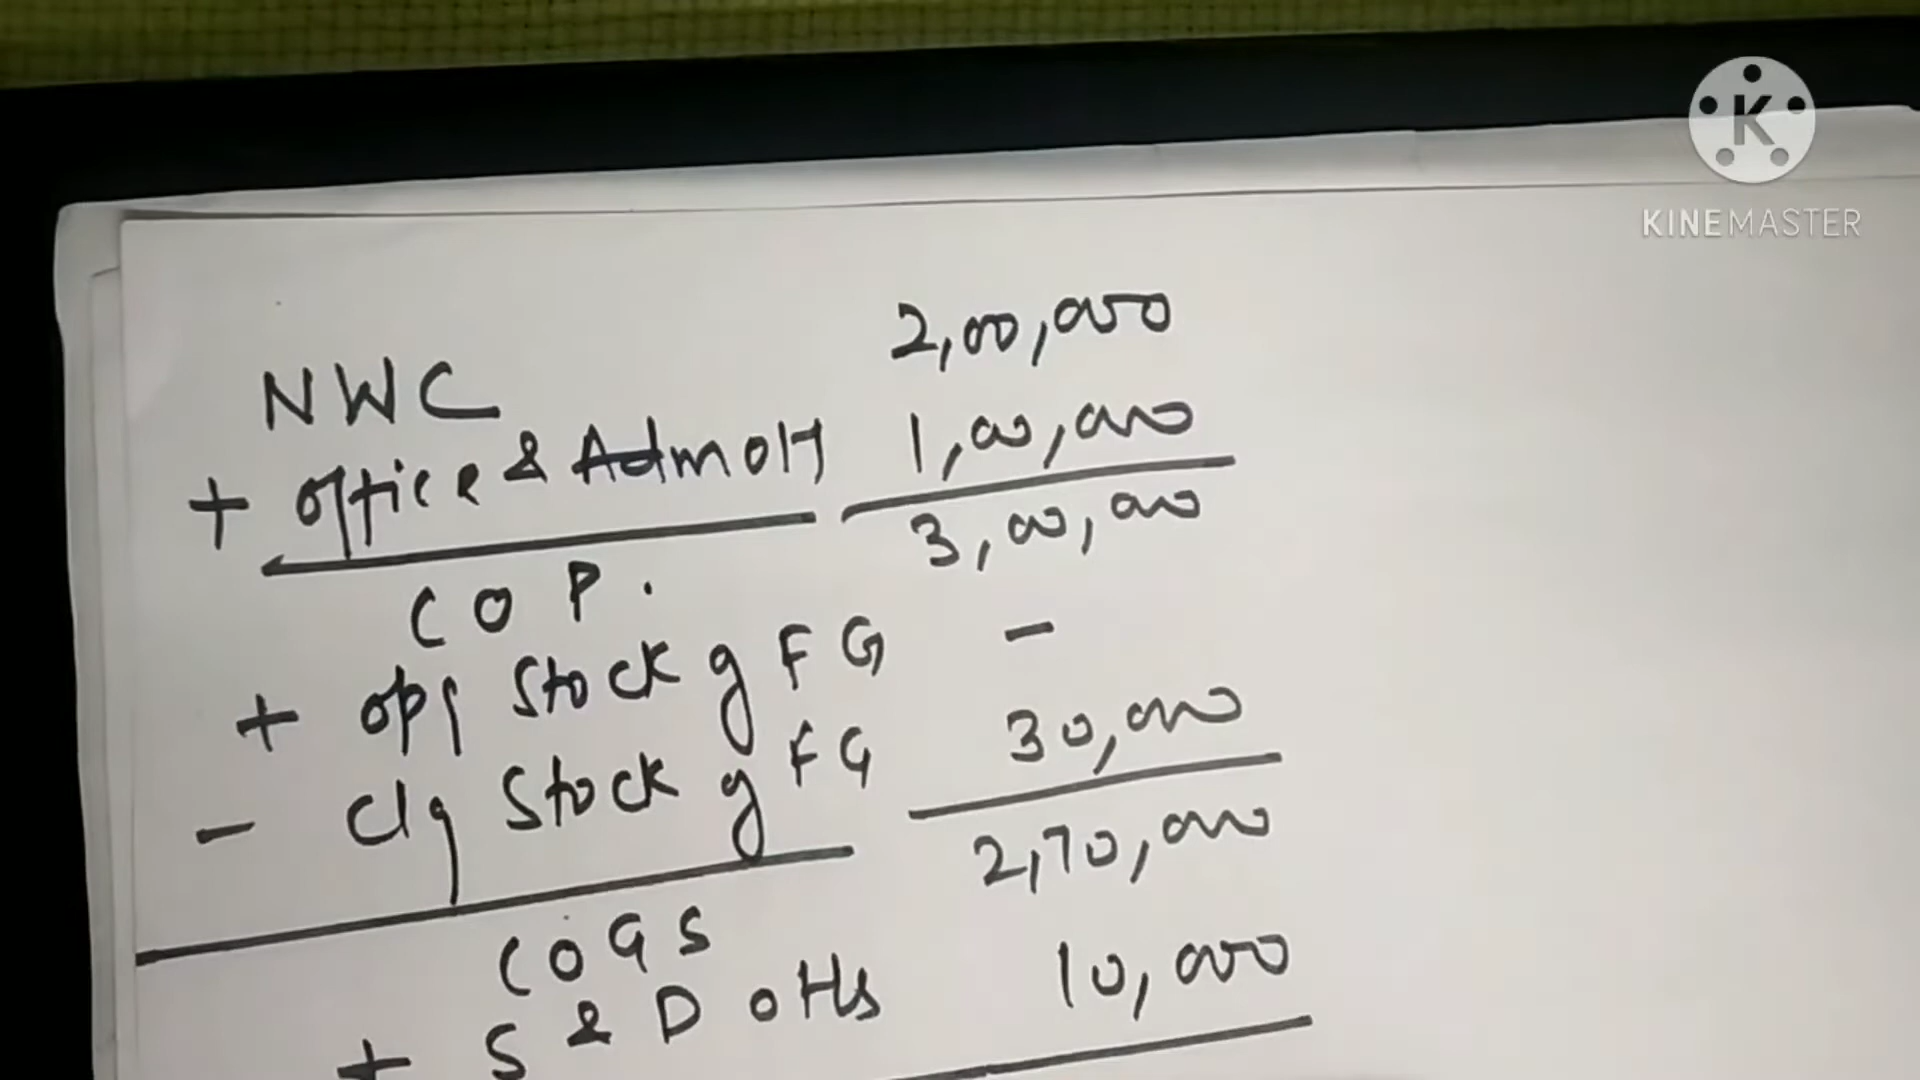 K
KINEMASTER
NWC 2,00,000
+ office & Adm OH 1,00,000
3,00,000
COP.
+ opg Stock of FG -
- Clg Stock of FG 30,000
2,70,000
COGS
+ S & D OHs 10,000